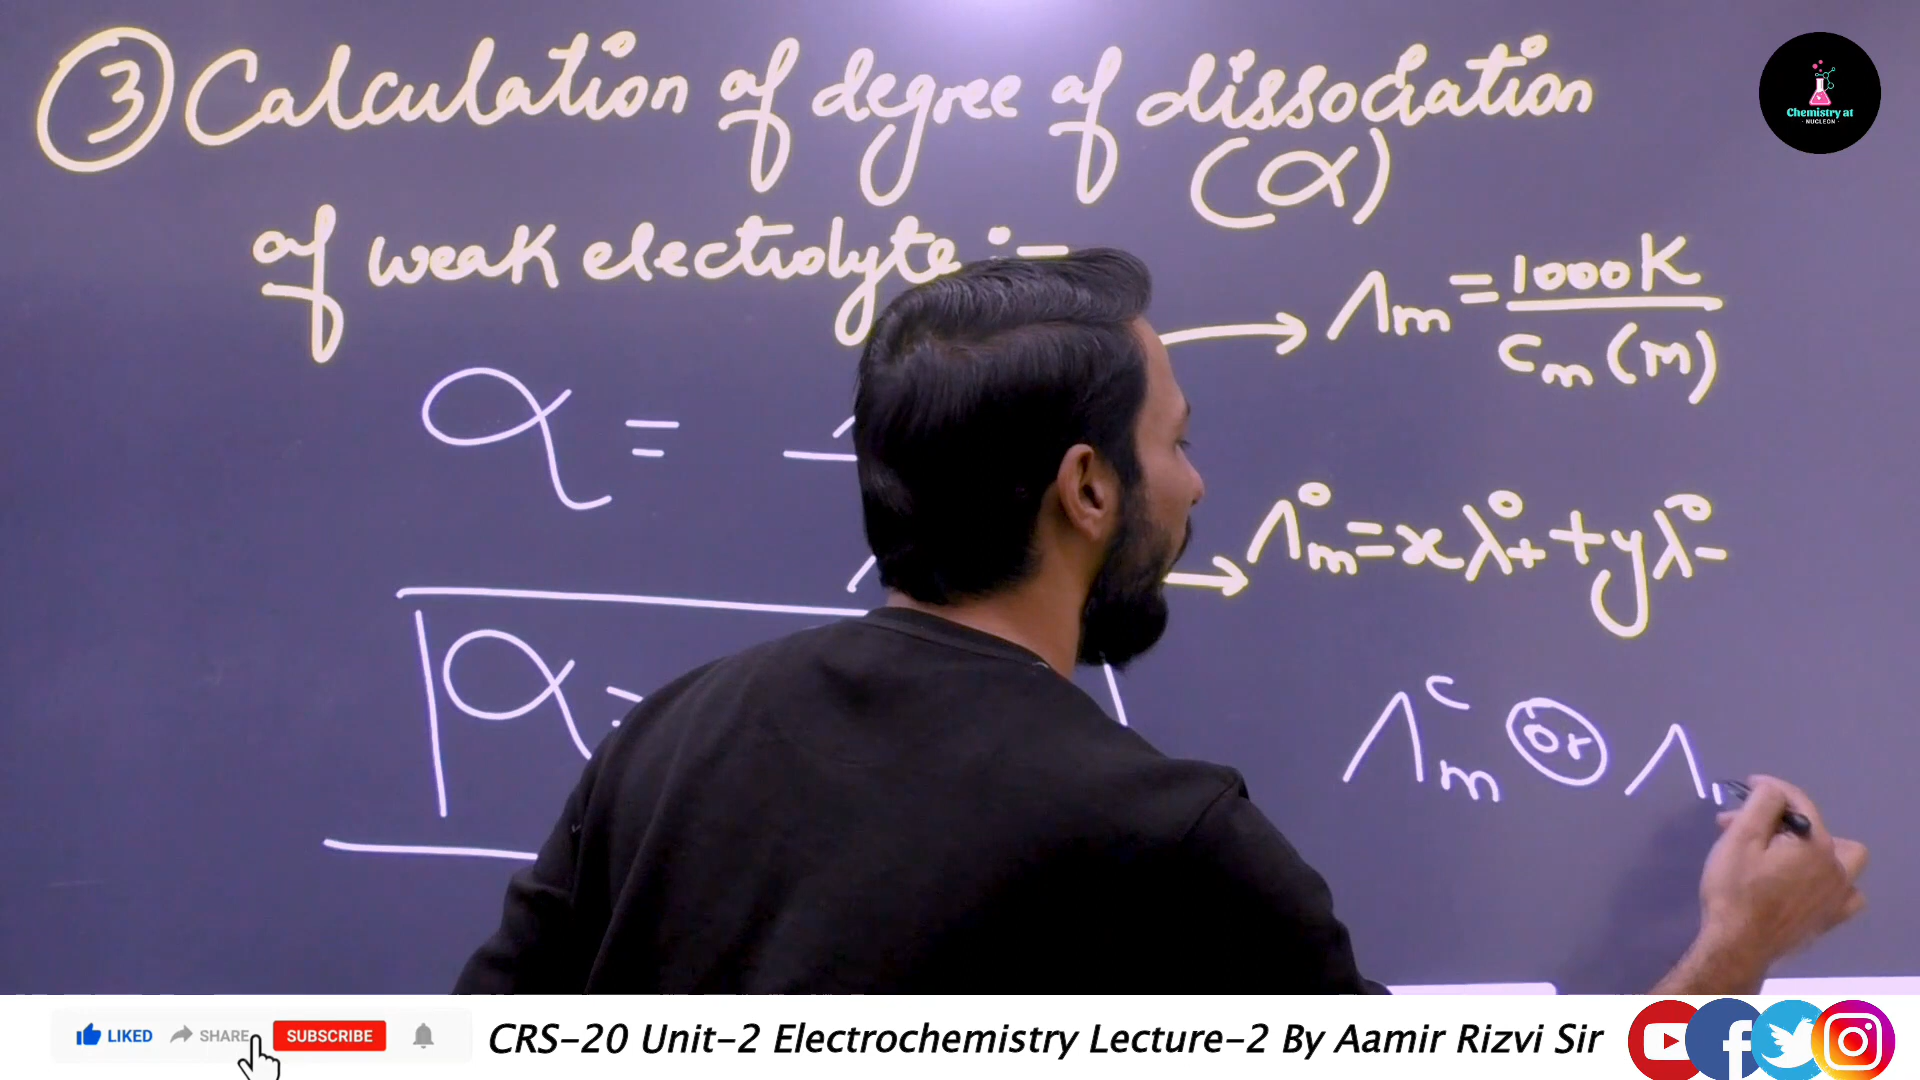 ③ Calculation of degree of dissociation
(α)
of weak electrolyte :-
Λm = 1000K
Cm (M)
α =
Λ°m = xλ°+ + yλ°-
α =
Λᶜm or Λ
Chemistry at
NUCLEON
LIKED SHARE SUBSCRIBE
CRS-20 Unit-2 Electrochemistry Lecture-2 By Aamir Rizvi Sir